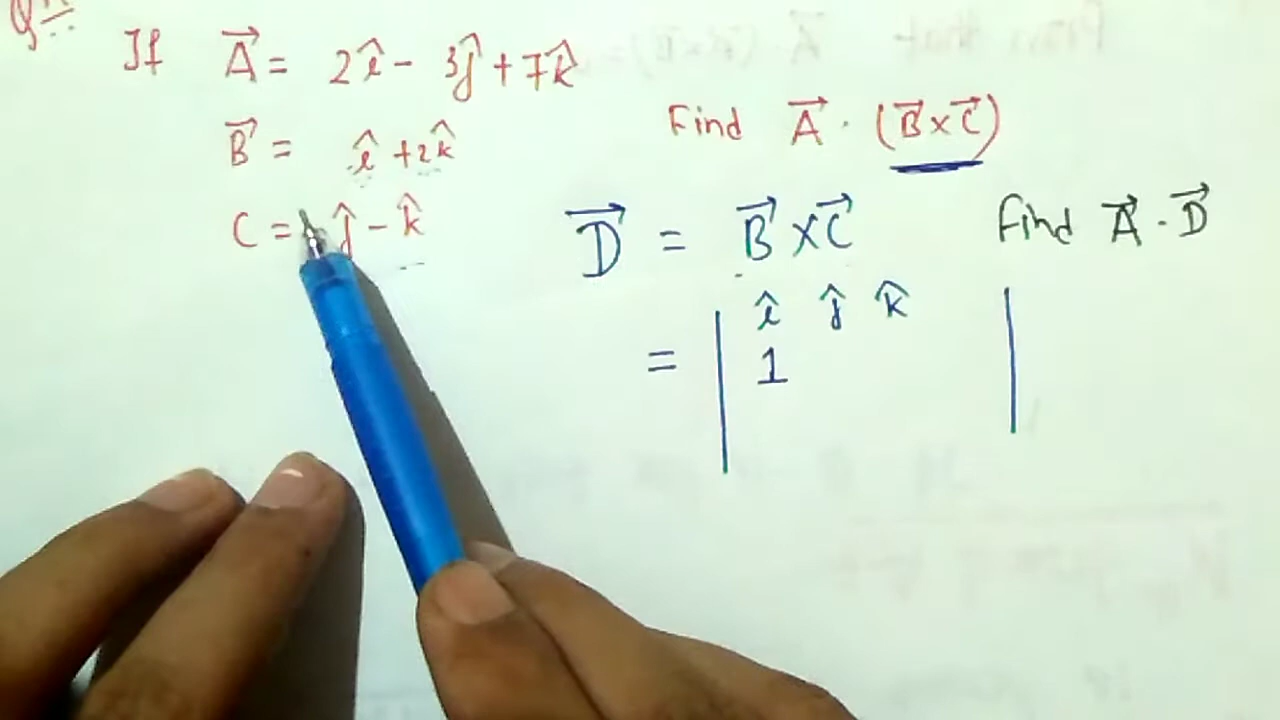 If A⃗ = 2î - 3ĵ + 7k̂
B⃗ = î + 2k̂
C = ĵ - k̂
Find A⃗ · (B⃗ × C⃗)
D⃗ = B⃗ × C⃗
Find A⃗ · D⃗
= | î ĵ k̂ |
1